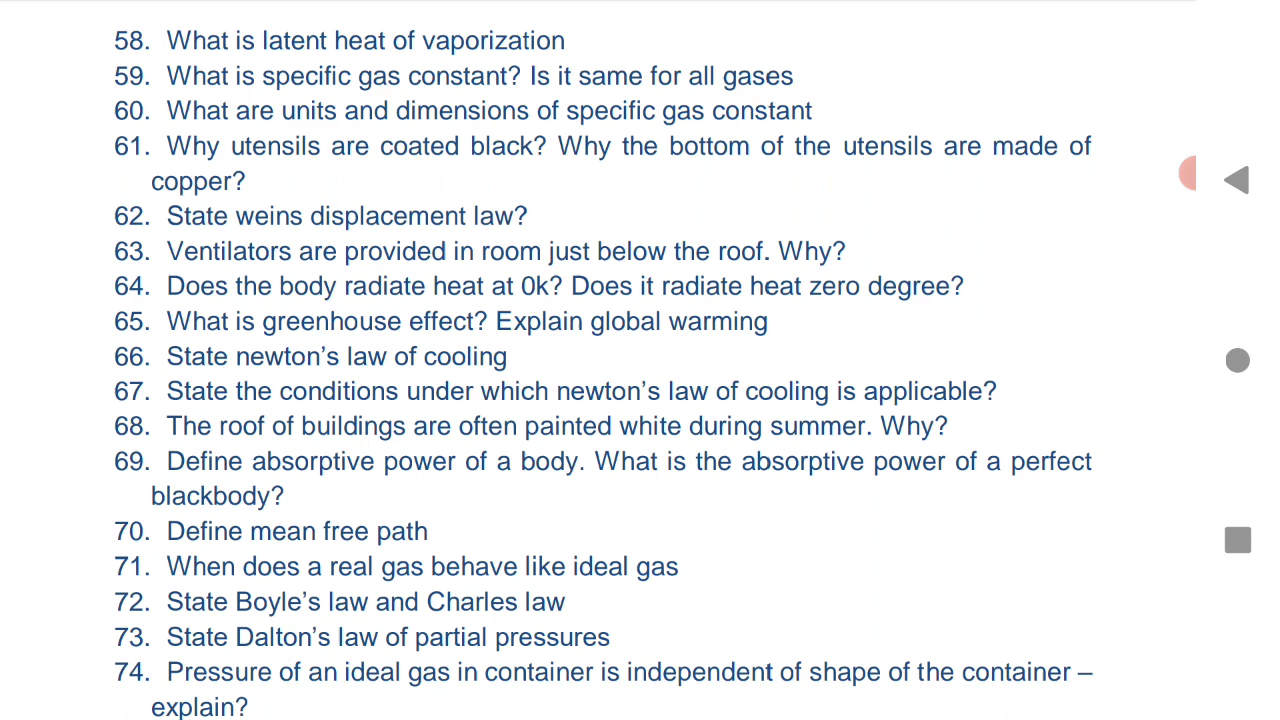 58. What is latent heat of vaporization
59. What is specific gas constant? Is it same for all gases
60. What are units and dimensions of specific gas constant
61. Why utensils are coated black? Why the bottom of the utensils are made of
copper?
62. State weins displacement law?
63. Ventilators are provided in room just below the roof. Why?
64. Does the body radiate heat at 0k? Does it radiate heat zero degree?
65. What is greenhouse effect? Explain global warming
66. State newton’s law of cooling
67. State the conditions under which newton’s law of cooling is applicable?
68. The roof of buildings are often painted white during summer. Why?
69. Define absorptive power of a body. What is the absorptive power of a perfect
blackbody?
70. Define mean free path
71. When does a real gas behave like ideal gas
72. State Boyle’s law and Charles law
73. State Dalton’s law of partial pressures
74. Pressure of an ideal gas in container is independent of shape of the container –
explain?